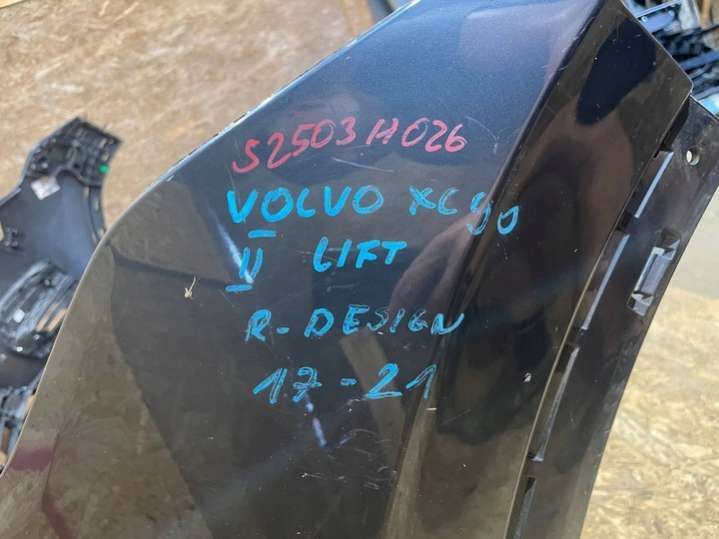 S2503H026
VOLVO XC90
II LIFT
R-DESIGN
17-21